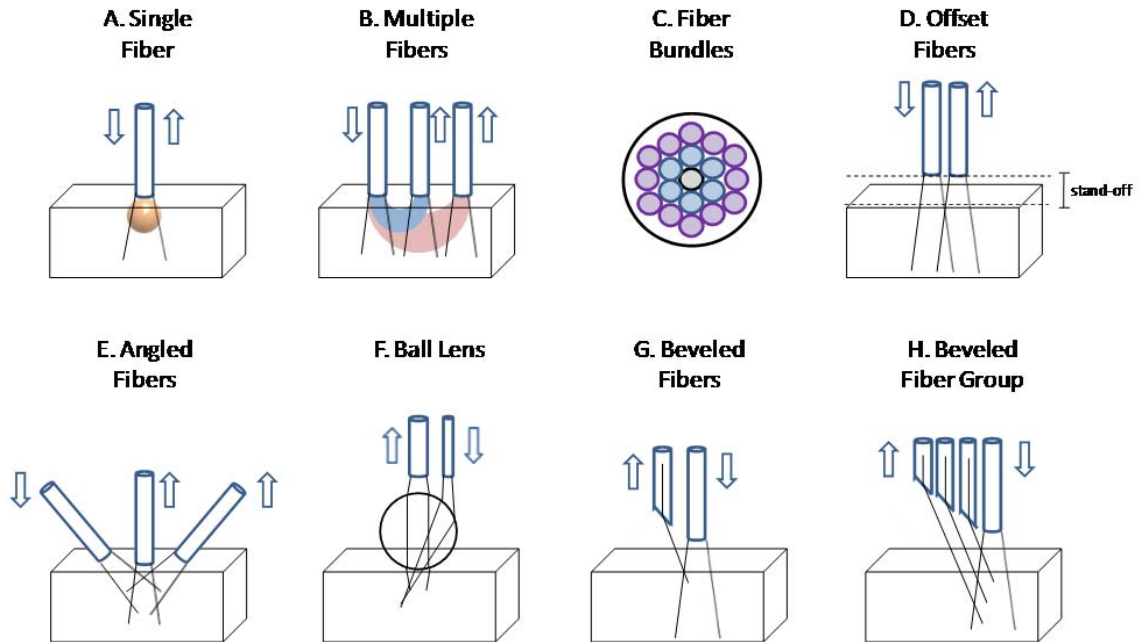 A. Single
Fiber
B. Multiple
Fibers
C. Fiber
Bundles
D. Offset
Fibers
stand-off
E. Angled
Fibers
F. Ball Lens
G. Beveled
Fibers
H. Beveled
Fiber Group